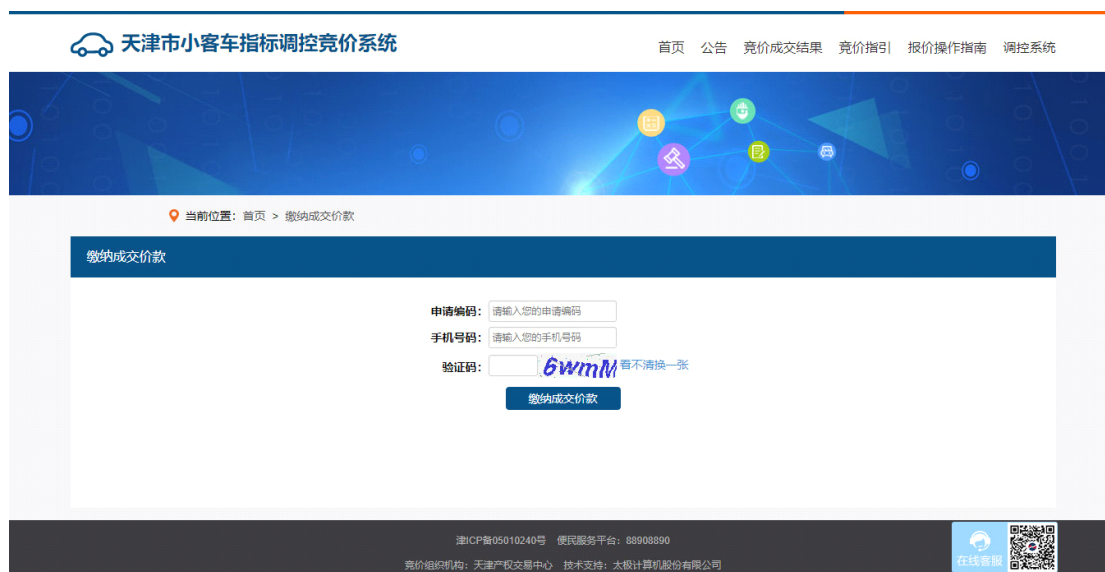 天津市小客车指标调控竞价系统
首页 公告 竞价成交结果 竞价指引 报价操作指南 调控系统
当前位置：首页 > 缴纳成交价款
缴纳成交价款
申请编码： 请输入您的申请编码
手机号码： 请输入您的手机号码
验证码： 6wmM 看不清换一张
缴纳成交价款
津ICP备05010240号 便民服务平台：88908890
竞价组织机构：天津产权交易中心 技术支持：太极计算机股份有限公司
在线客服